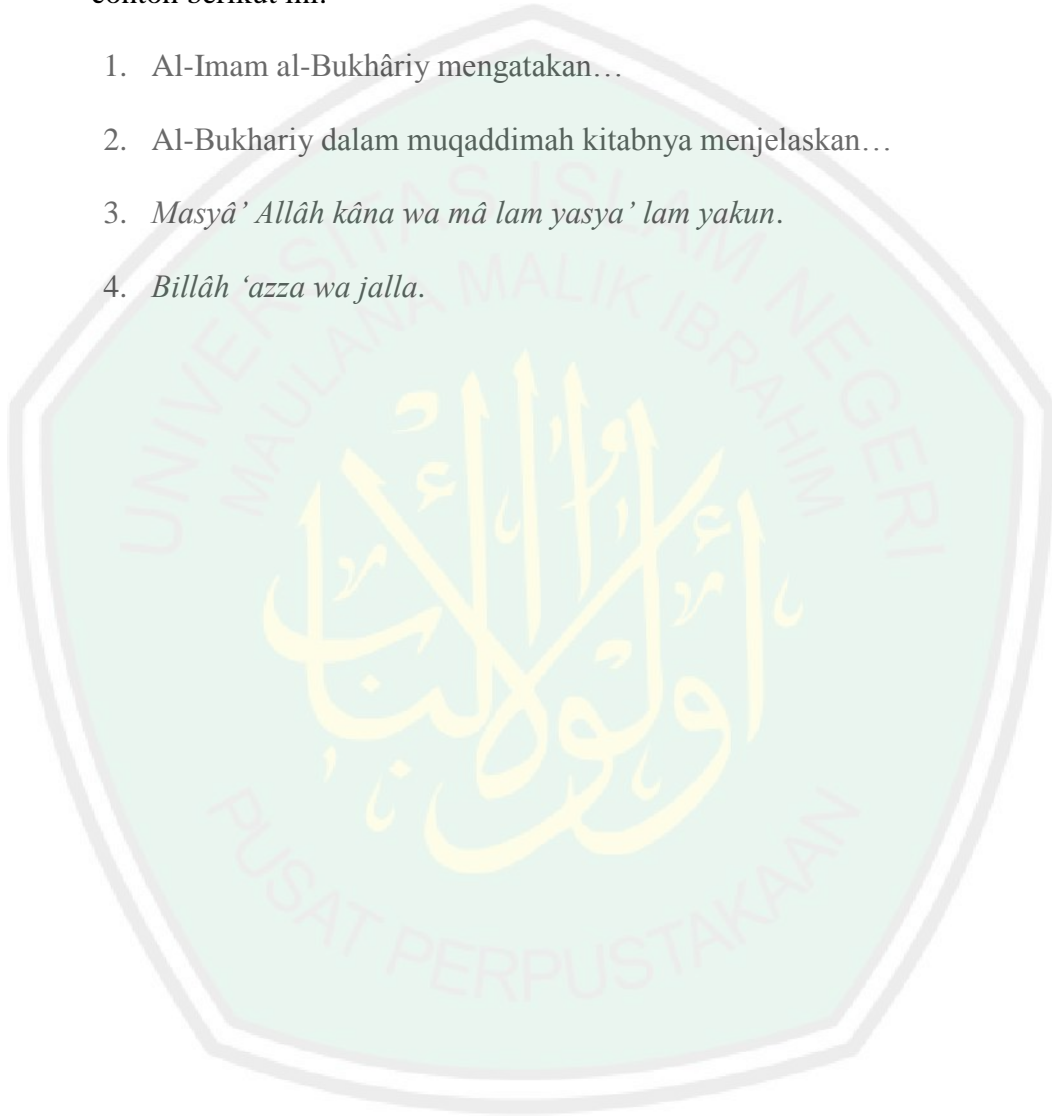 contoh berikut ini:
1. Al-Imam al-Bukhâriy mengatakan…
2. Al-Bukhariy dalam muqaddimah kitabnya menjelaskan…
3. Masyâ’ Allâh kâna wa mâ lam yasya’ lam yakun.
4. Billâh ‘azza wa jalla.
UNIVERSITAS ISLAM NEGERI
MAULANA MALIK IBRAHIM
أولو الألباب
PUSAT PERPUSTAKAAN